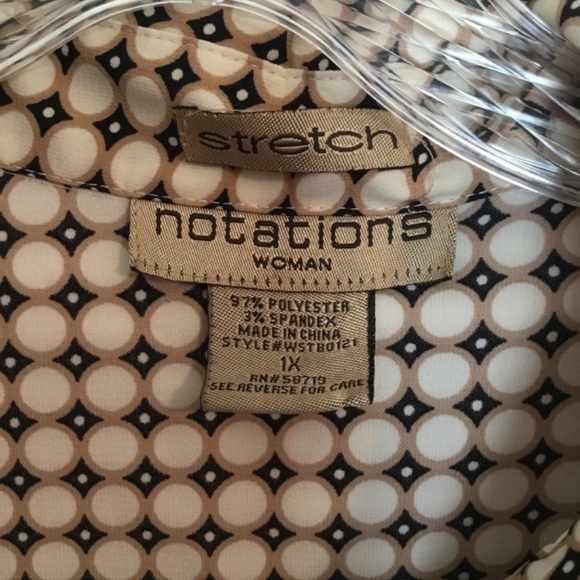 stretch
notations
WOMAN
97% POLYESTER
3% SPANDEX
MADE IN CHINA
STYLE#WSTB0121
1X
RN#58719
SEE REVERSE FOR CARE